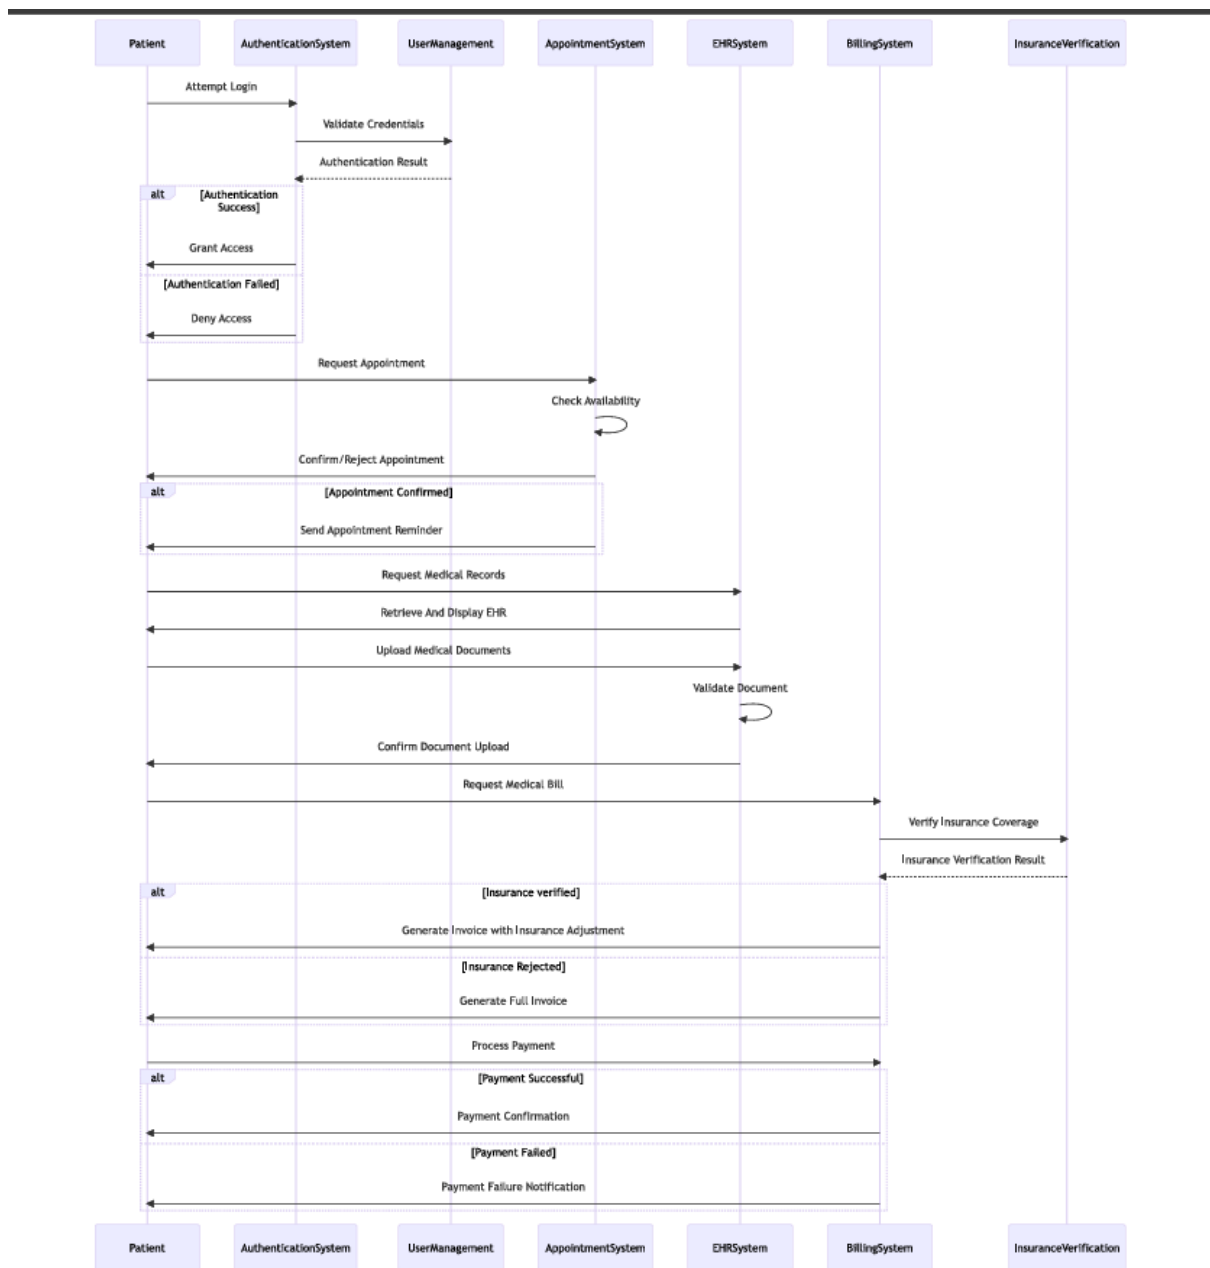 Patient AuthenticationSystem UserManagement AppointmentSystem EHRSystem BillingSystem InsuranceVerification
Attempt Login
Validate Credentials
Authentication Result
alt [Authentication
Success]
Grant Access
[Authentication Failed]
Deny Access
Request Appointment
Check Availability
Confirm/Reject Appointment
alt [Appointment Confirmed]
Send Appointment Reminder
Request Medical Records
Retrieve And Display EHR
Upload Medical Documents
Validate Document
Confirm Document Upload
Request Medical Bill
Verify Insurance Coverage
Insurance Verification Result
alt [Insurance verified]
Generate Invoice with Insurance Adjustment
[Insurance Rejected]
Generate Full Invoice
Process Payment
alt [Payment Successful]
Payment Confirmation
[Payment Failed]
Payment Failure Notification
Patient AuthenticationSystem UserManagement AppointmentSystem EHRSystem BillingSystem InsuranceVerification